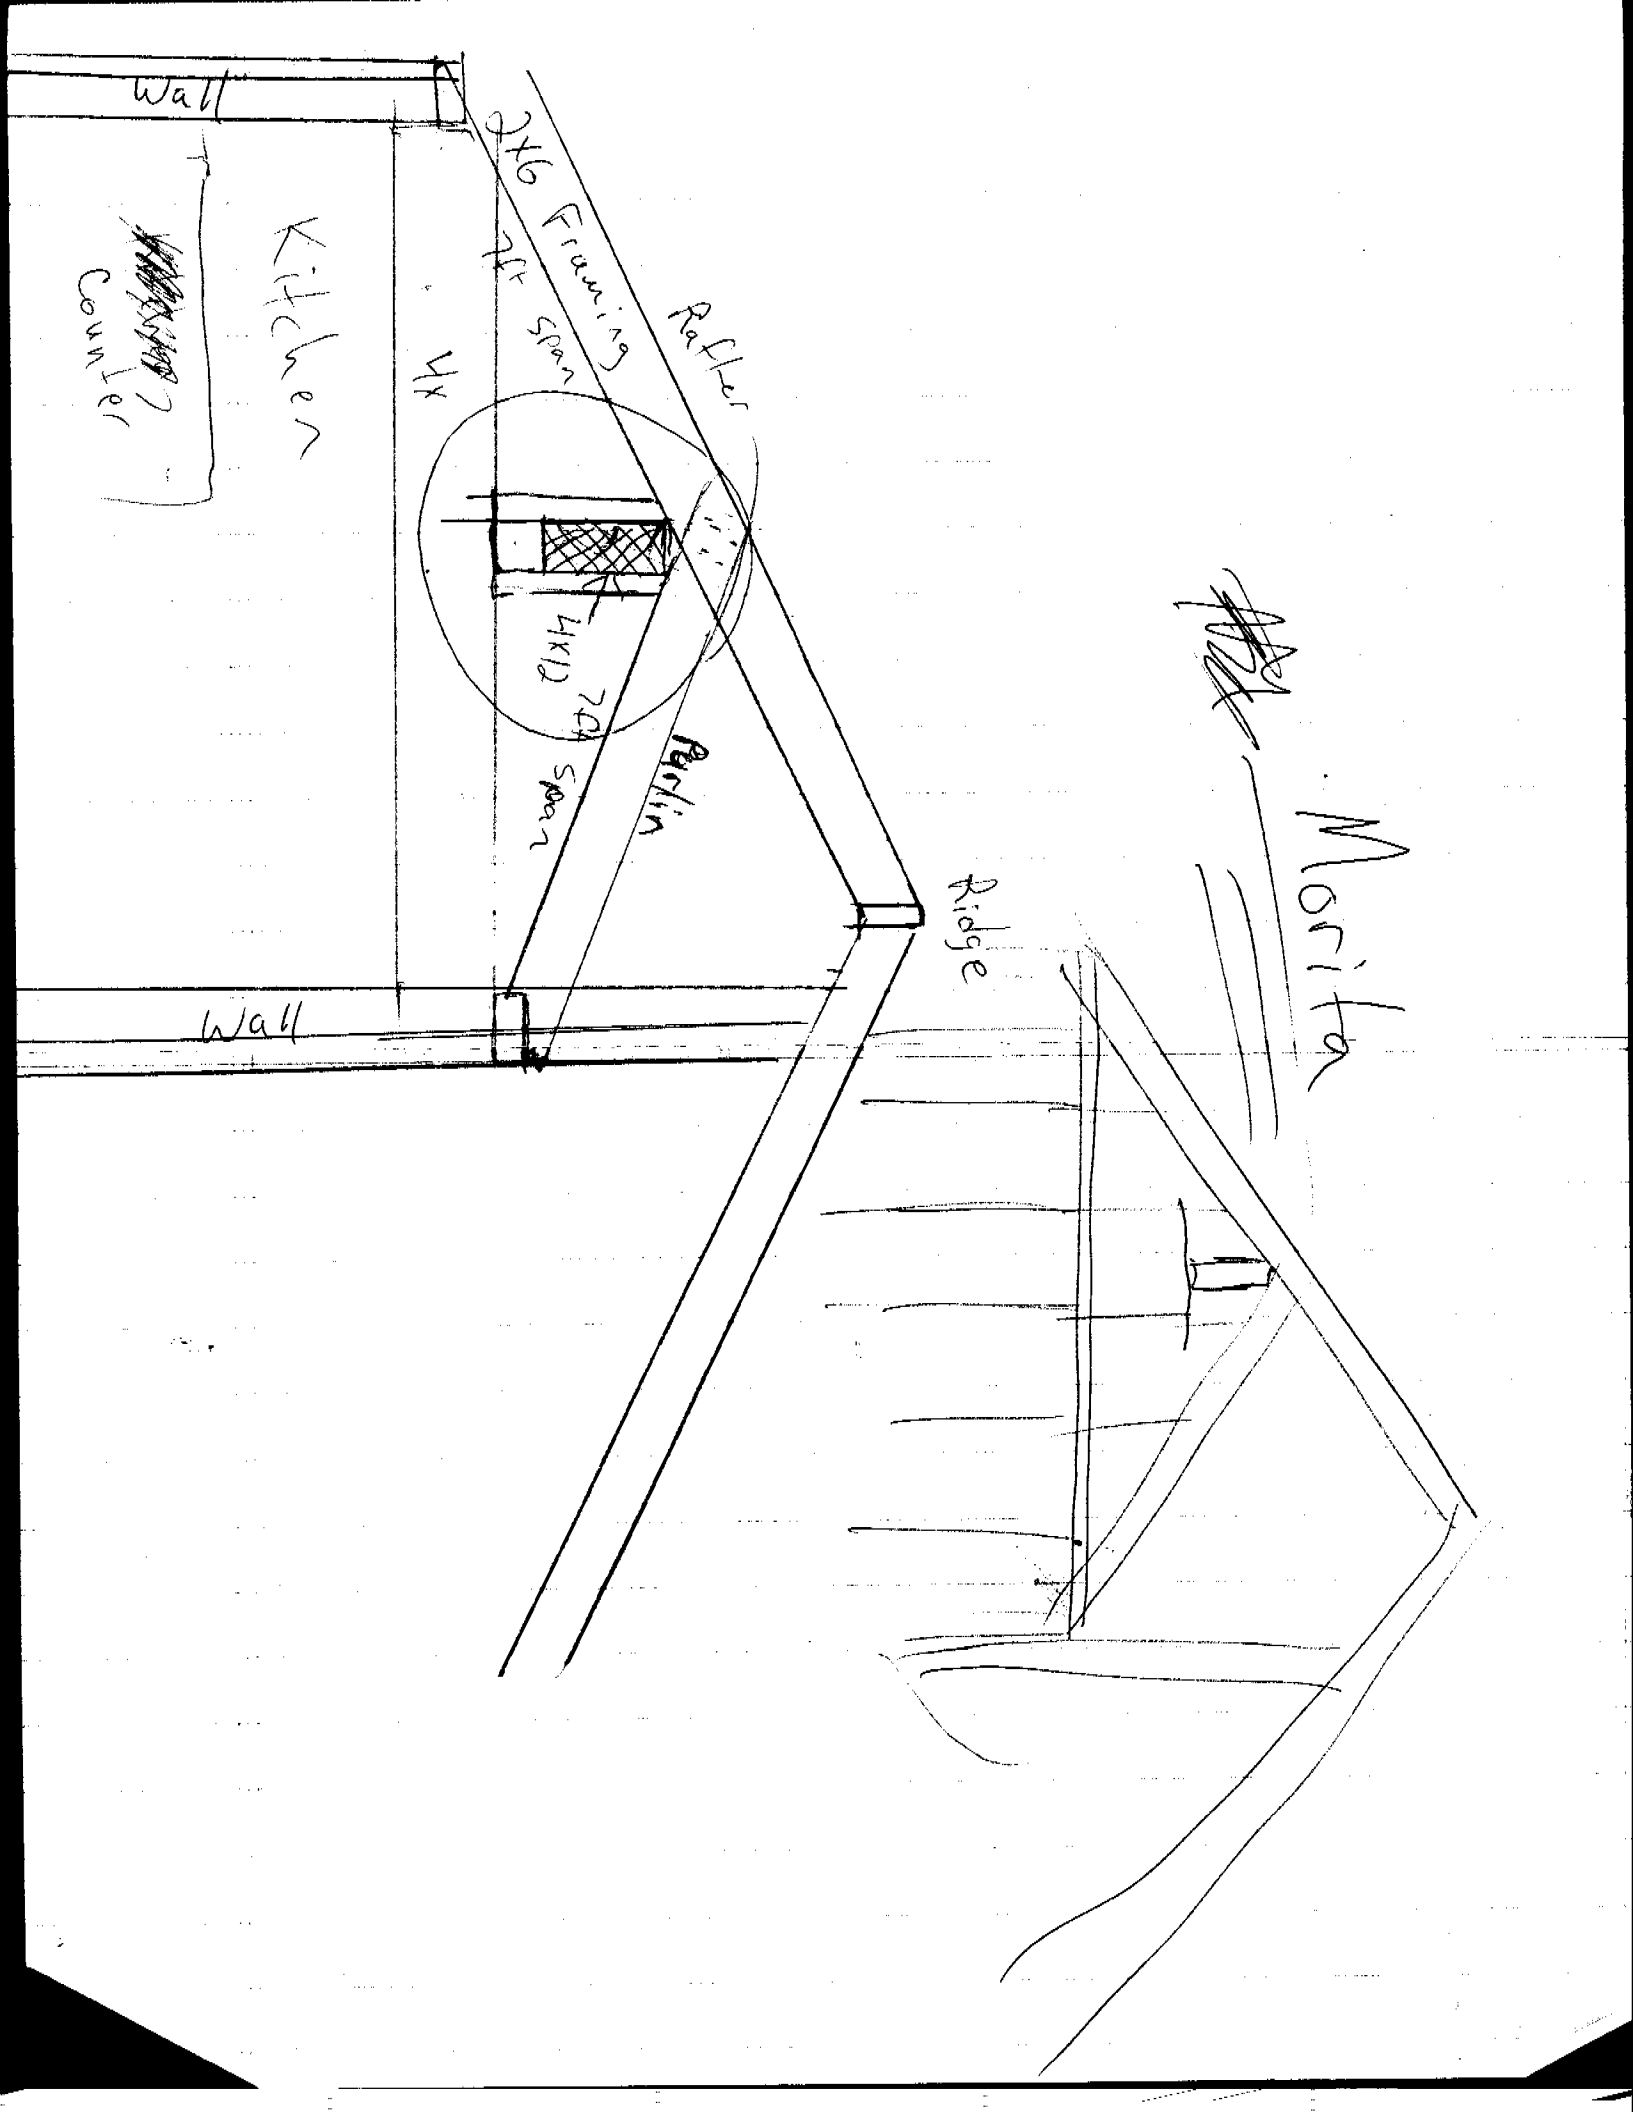 Morita
Ridge
Rafter
2x6 Framing
7ft span
Purlin
4x12
7ft span
4x
Kitchen
Counter
Wall
Wall